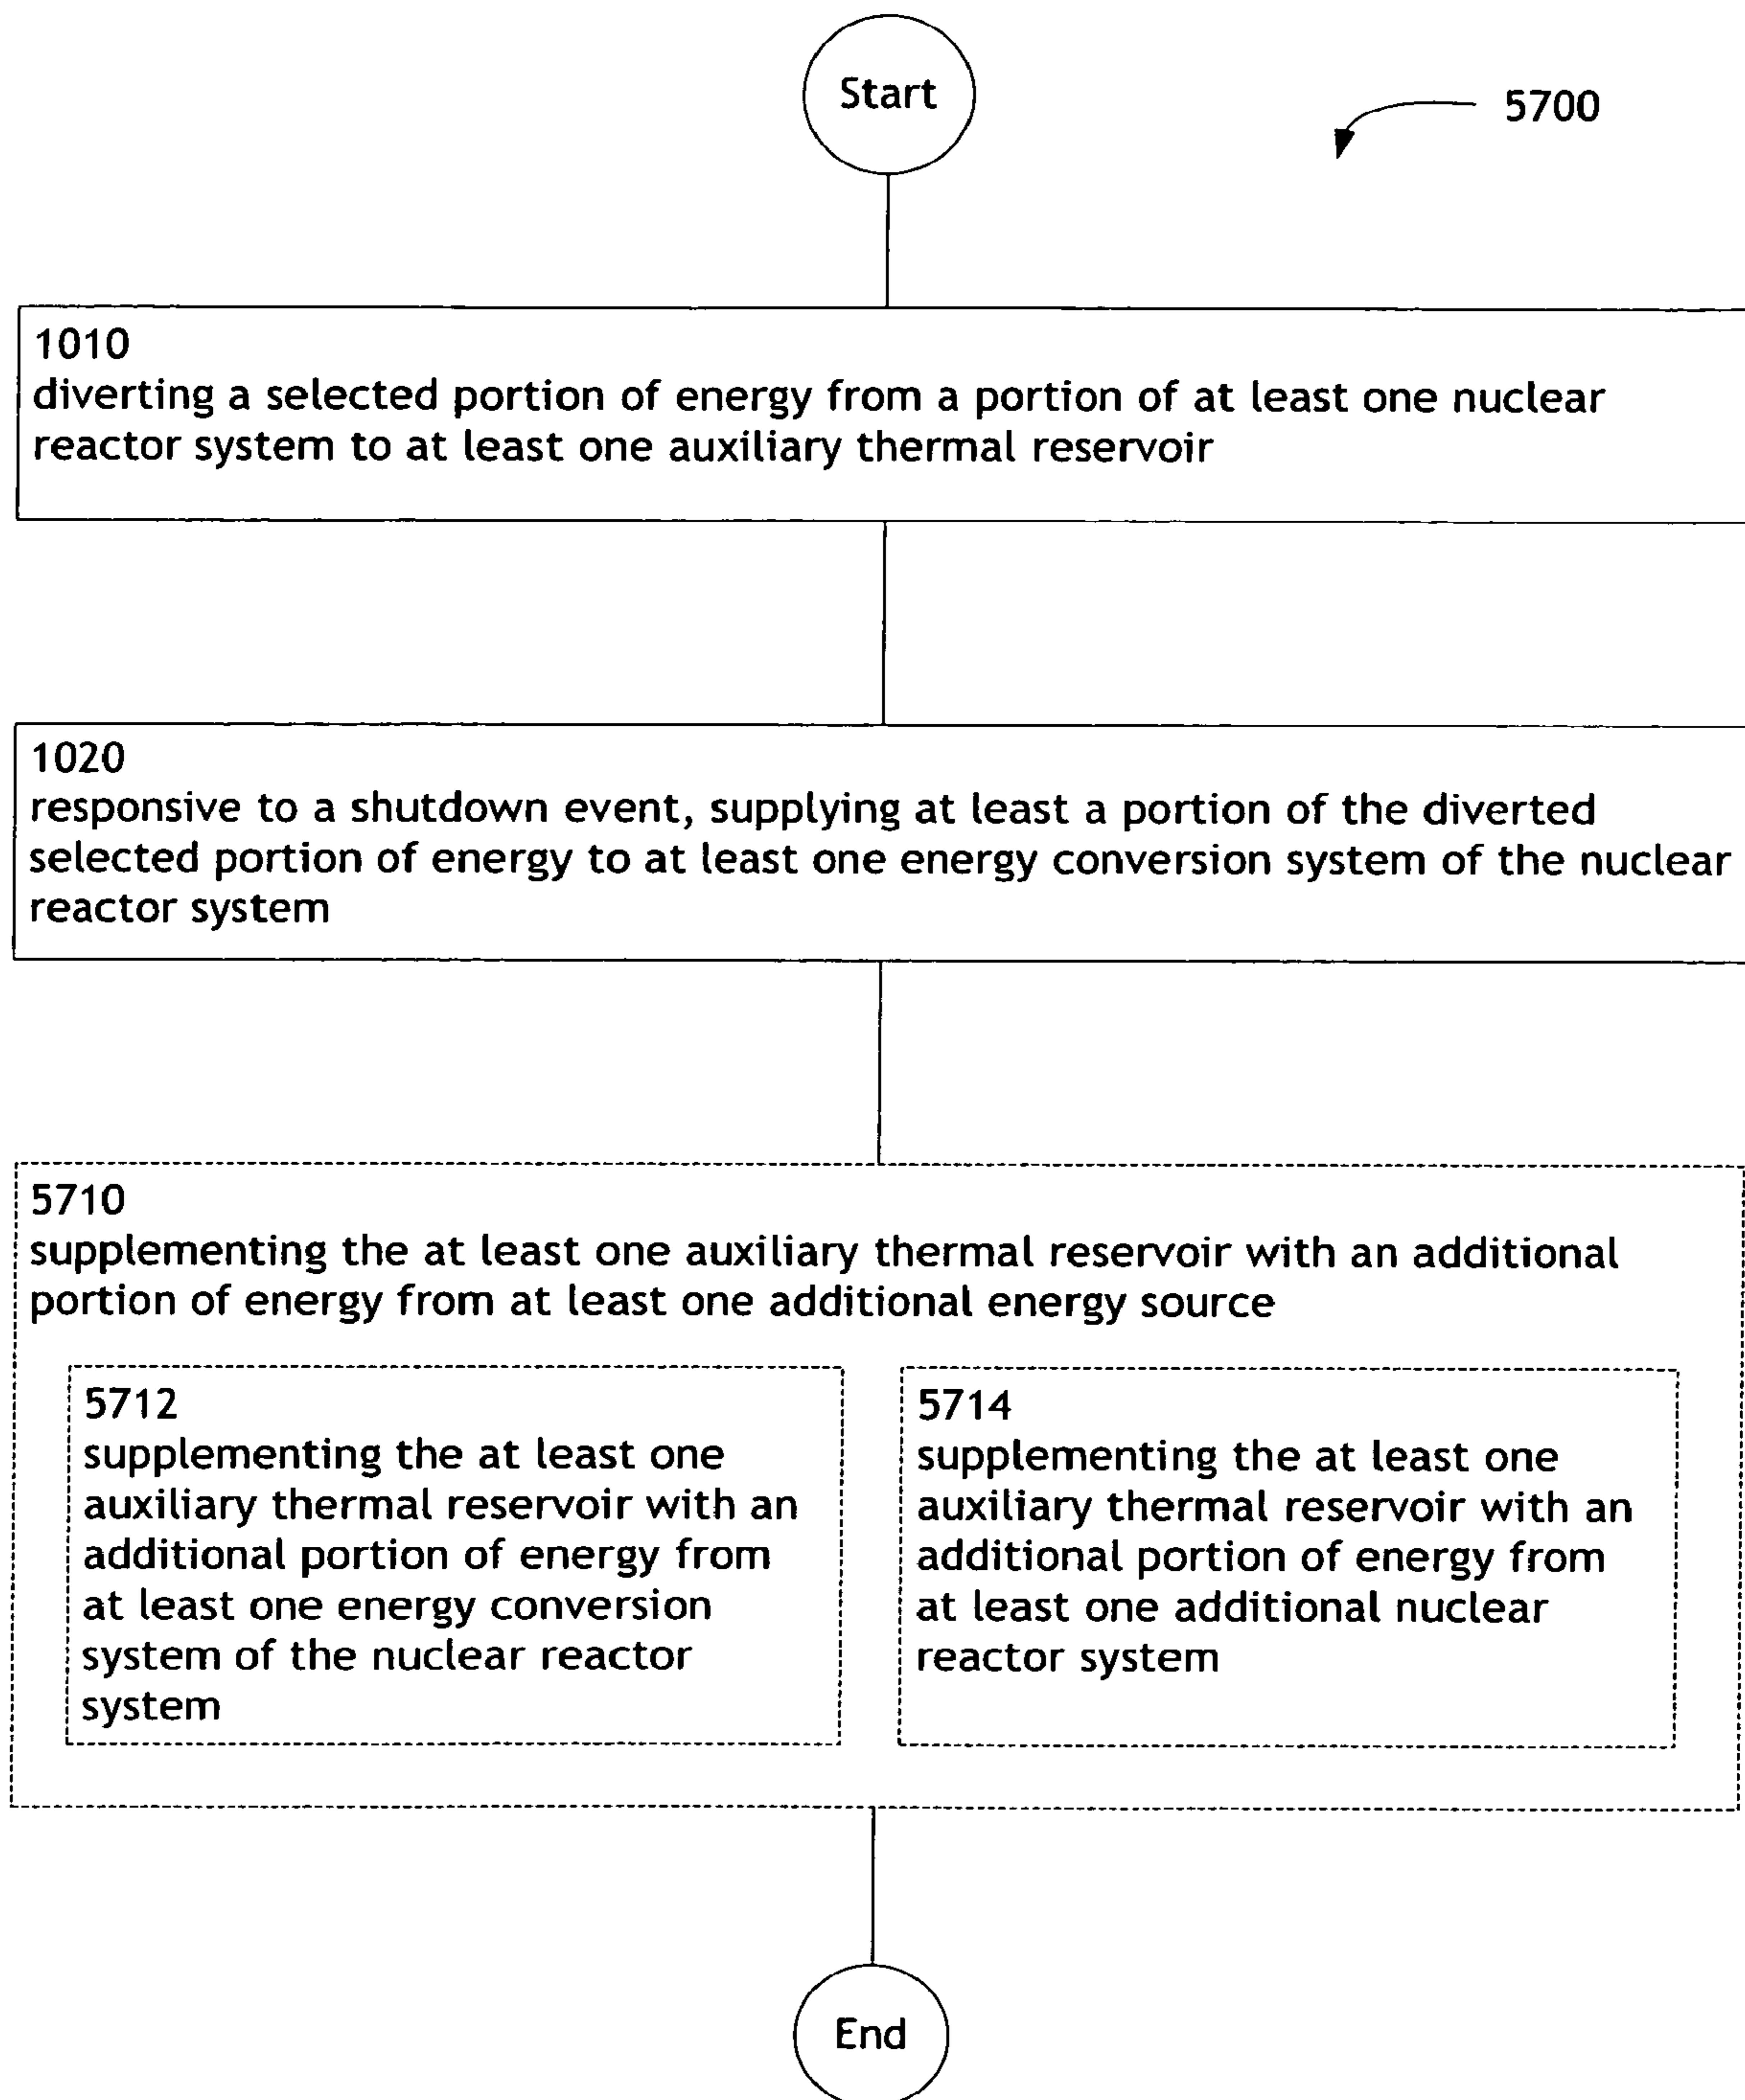 Start
5700
1010
diverting a selected portion of energy from a portion of at least one nuclear
reactor system to at least one auxiliary thermal reservoir
1020
responsive to a shutdown event, supplying at least a portion of the diverted
selected portion of energy to at least one energy conversion system of the nuclear
reactor system
5710
supplementing the at least one auxiliary thermal reservoir with an additional
portion of energy from at least one additional energy source
5712
supplementing the at least one
auxiliary thermal reservoir with an
additional portion of energy from
at least one energy conversion
system of the nuclear reactor
system
5714
supplementing the at least one
auxiliary thermal reservoir with an
additional portion of energy from
at least one additional nuclear
reactor system
End